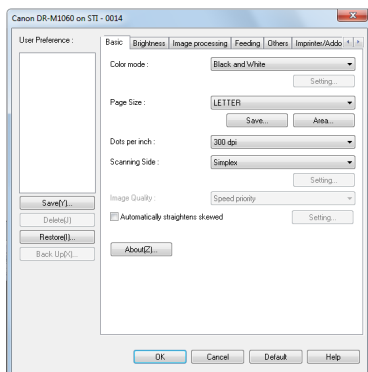 Canon DR-M1060 on STI - 0014
User Preference :
Save(Y)...
Delete(J)
Restore(I)...
Back Up(X)...
Basic Brightness Image processing Feeding Others Imprinter/Addo
Color mode : Black and White
Setting...
Page Size : LETTER
Save... Area...
Dots per inch : 300 dpi
Scanning Side : Simplex
Setting...
Image Quality : Speed priority
Automatically straightens skewed Setting...
About(Z)...
OK Cancel Default Help